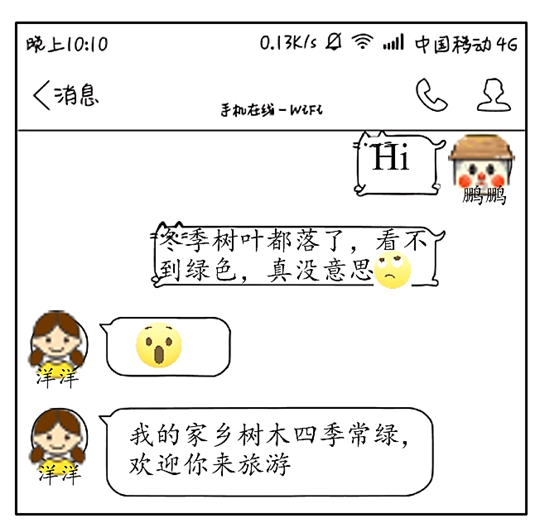 晚上10:10 0.13K/s 中国移动4G
消息
手机在线-WiFi
Hi
鹏鹏
冬季树叶都落了，看不
到绿色，真没意思
洋洋
我的家乡树木四季常绿，
欢迎你来旅游
洋洋